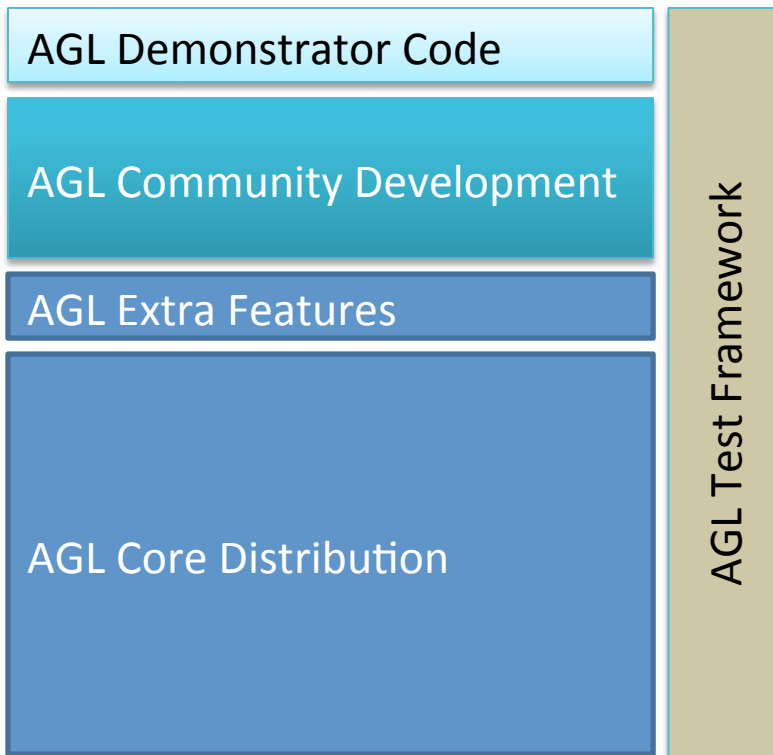 AGL Demonstrator Code
AGL Community Development
AGL Extra Features
AGL Core Distribution
AGL Test Framework